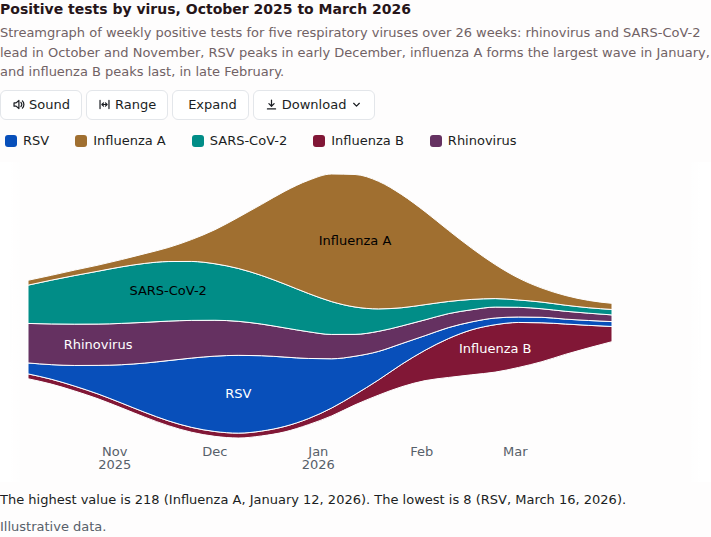 Positive tests by virus, October 2025 to March 2026
Streamgraph of weekly positive tests for five respiratory viruses over 26 weeks: rhinovirus and SARS-CoV-2
lead in October and November, RSV peaks in early December, influenza A forms the largest wave in January,
and influenza B peaks last, in late February.
Sound Range Expand Download
RSV Influenza A SARS-CoV-2 Influenza B Rhinovirus
Influenza A
SARS-CoV-2
Rhinovirus
Influenza B
RSV
Nov Dec Jan Feb Mar
2025 2026
The highest value is 218 (Influenza A, January 12, 2026). The lowest is 8 (RSV, March 16, 2026).
Illustrative data.